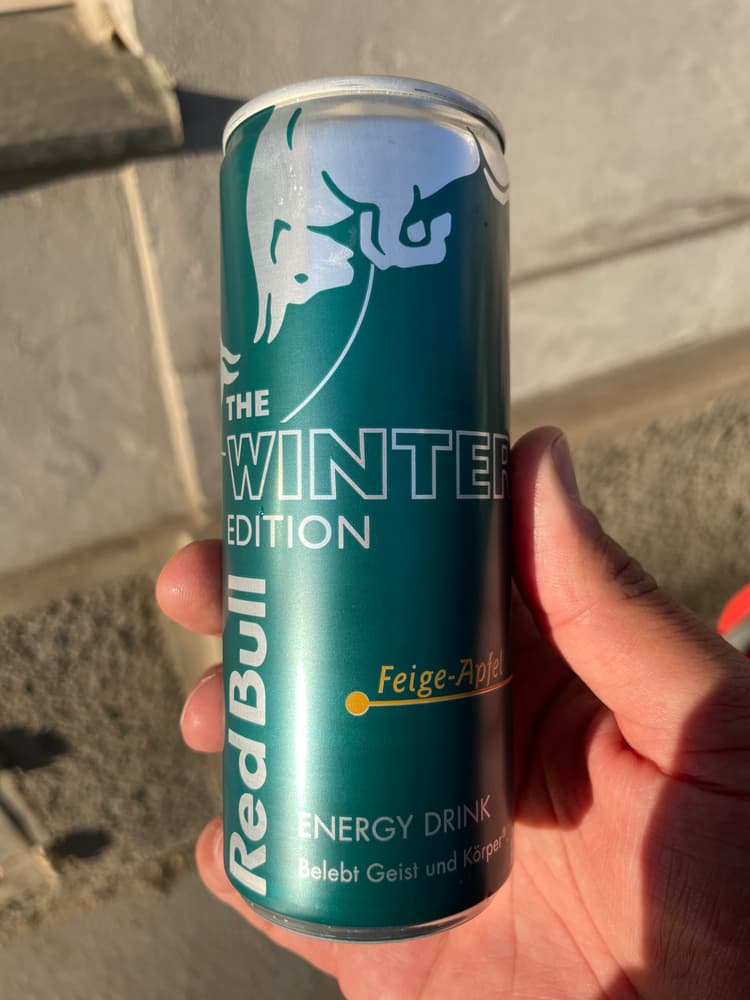 THE
WINTER
EDITION
Red Bull
Feige-Apfel
ENERGY DRINK
Belebt Geist und Körper®